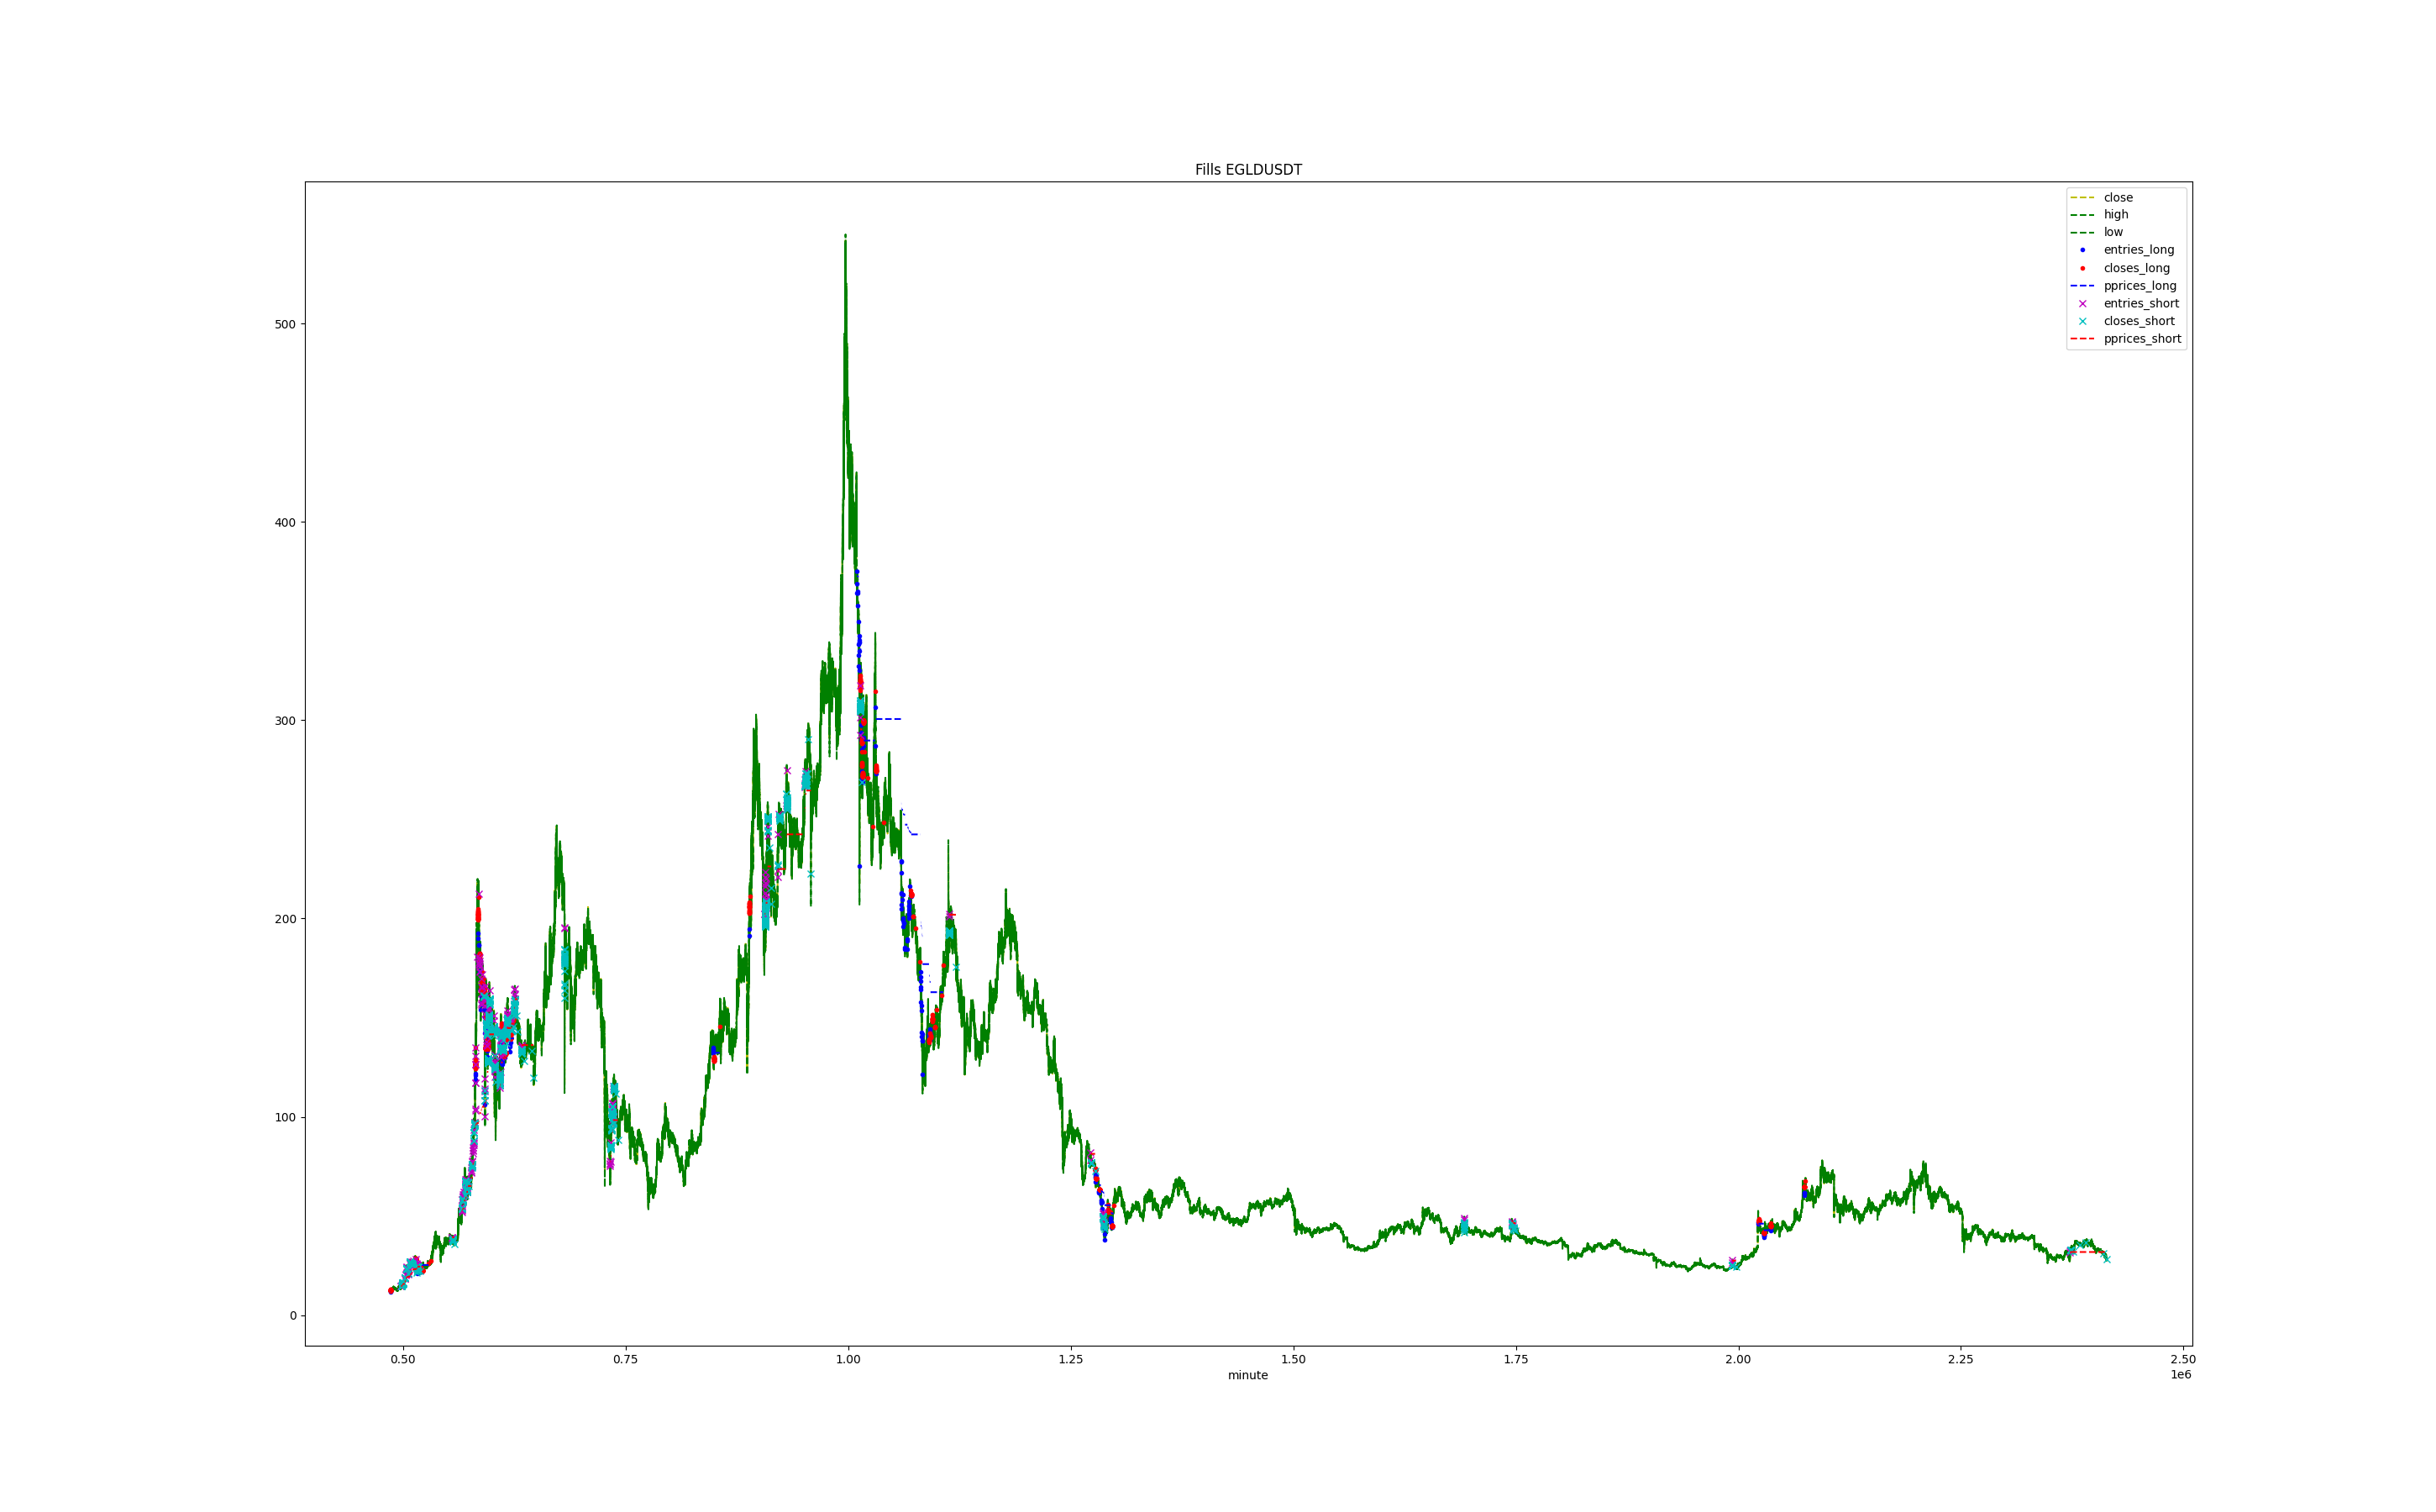 Fills EGLDUSDT
close
high
low
entries_long
closes_long
pprices_long
entries_short
closes_short
pprices_short
500
400
300
200
100
0
0.50 0.75 1.00 1.25 1.50 1.75 2.00 2.25 2.50
minute
1e6